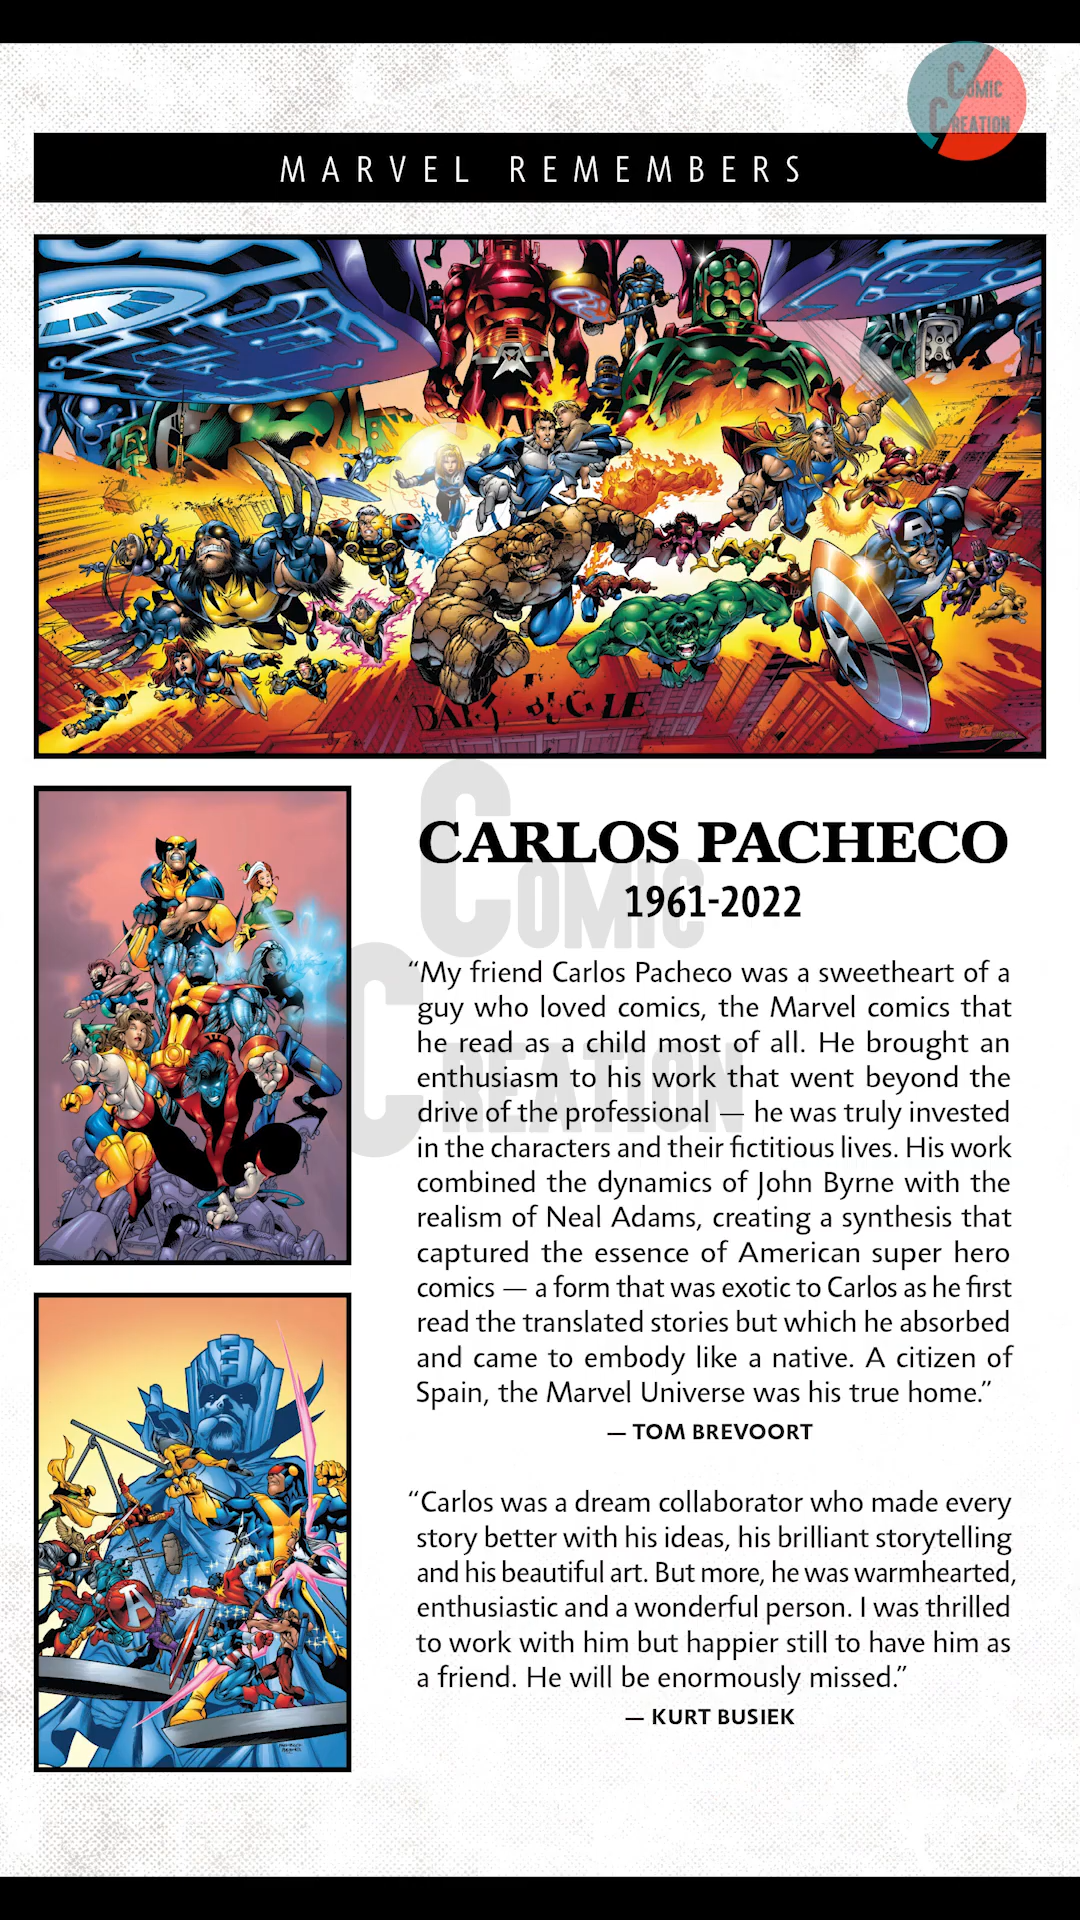 COMIC
CREATION
MARVEL REMEMBERS
CARLOS PACHECO
1961-2022
COMIC
CREATION
“My friend Carlos Pacheco was a sweetheart of a
guy who loved comics, the Marvel comics that
he read as a child most of all. He brought an
enthusiasm to his work that went beyond the
drive of the professional — he was truly invested
in the characters and their fictitious lives. His work
combined the dynamics of John Byrne with the
realism of Neal Adams, creating a synthesis that
captured the essence of American super hero
comics — a form that was exotic to Carlos as he first
read the translated stories but which he absorbed
and came to embody like a native. A citizen of
Spain, the Marvel Universe was his true home.”
— TOM BREVOORT
“Carlos was a dream collaborator who made every
story better with his ideas, his brilliant storytelling
and his beautiful art. But more, he was warmhearted,
enthusiastic and a wonderful person. I was thrilled
to work with him but happier still to have him as
a friend. He will be enormously missed.”
— KURT BUSIEK